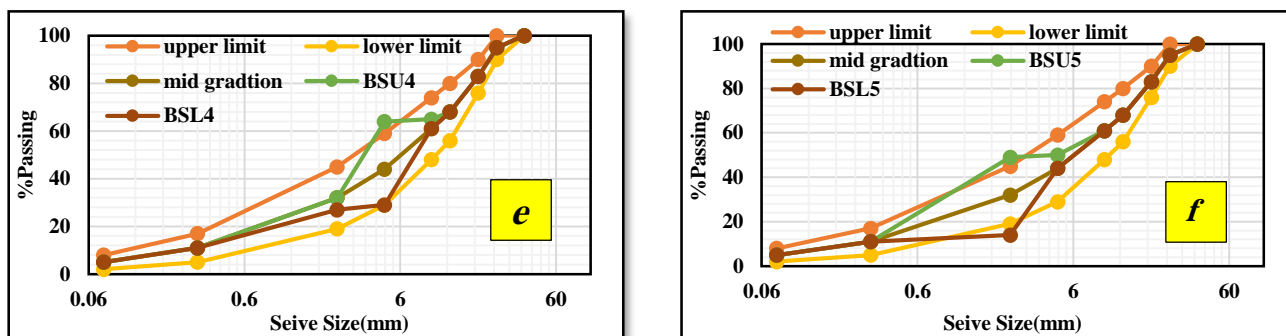 100
80
60
40
20
0
%Passing
upper limit
lower limit
mid gradtion
BSU4
BSL4
e
0.06
0.6
6
60
Seive Size(mm)
100
80
60
40
20
0
%Passing
upper limit
lower limit
mid gradtion
BSU5
BSL5
f
0.06
0.6
6
60
Seive Size(mm)